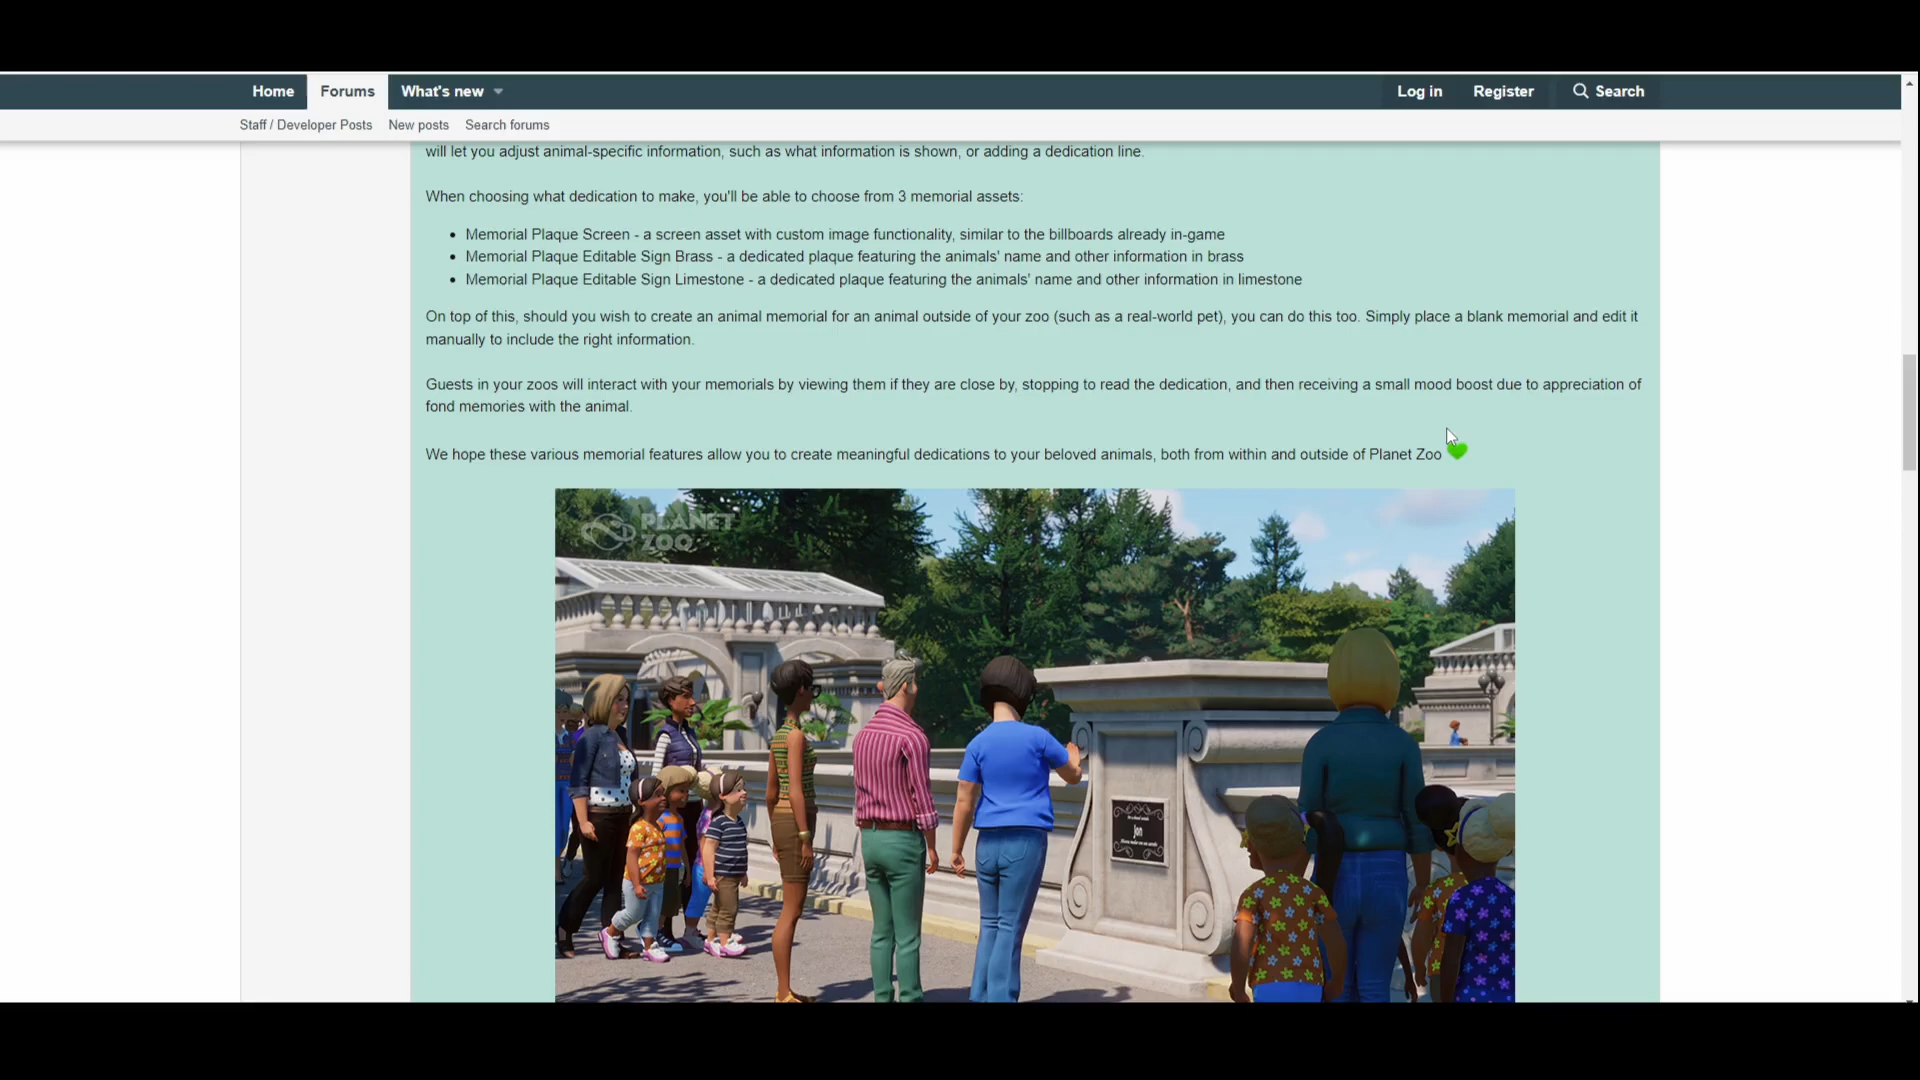 Home Forums What's new Log in Register Search
Staff / Developer Posts New posts Search forums
will let you adjust animal-specific information, such as what information is shown, or adding a dedication line.
When choosing what dedication to make, you'll be able to choose from 3 memorial assets:
• Memorial Plaque Screen - a screen asset with custom image functionality, similar to the billboards already in-game
• Memorial Plaque Editable Sign Brass - a dedicated plaque featuring the animals' name and other information in brass
• Memorial Plaque Editable Sign Limestone - a dedicated plaque featuring the animals' name and other information in limestone
On top of this, should you wish to create an animal memorial for an animal outside of your zoo (such as a real-world pet), you can do this too. Simply place a blank memorial and edit it
manually to include the right information.
Guests in your zoos will interact with your memorials by viewing them if they are close by, stopping to read the dedication, and then receiving a small mood boost due to appreciation of
fond memories with the animal.
We hope these various memorial features allow you to create meaningful dedications to your beloved animals, both from within and outside of Planet Zoo
PLANET
ZOO
Jon